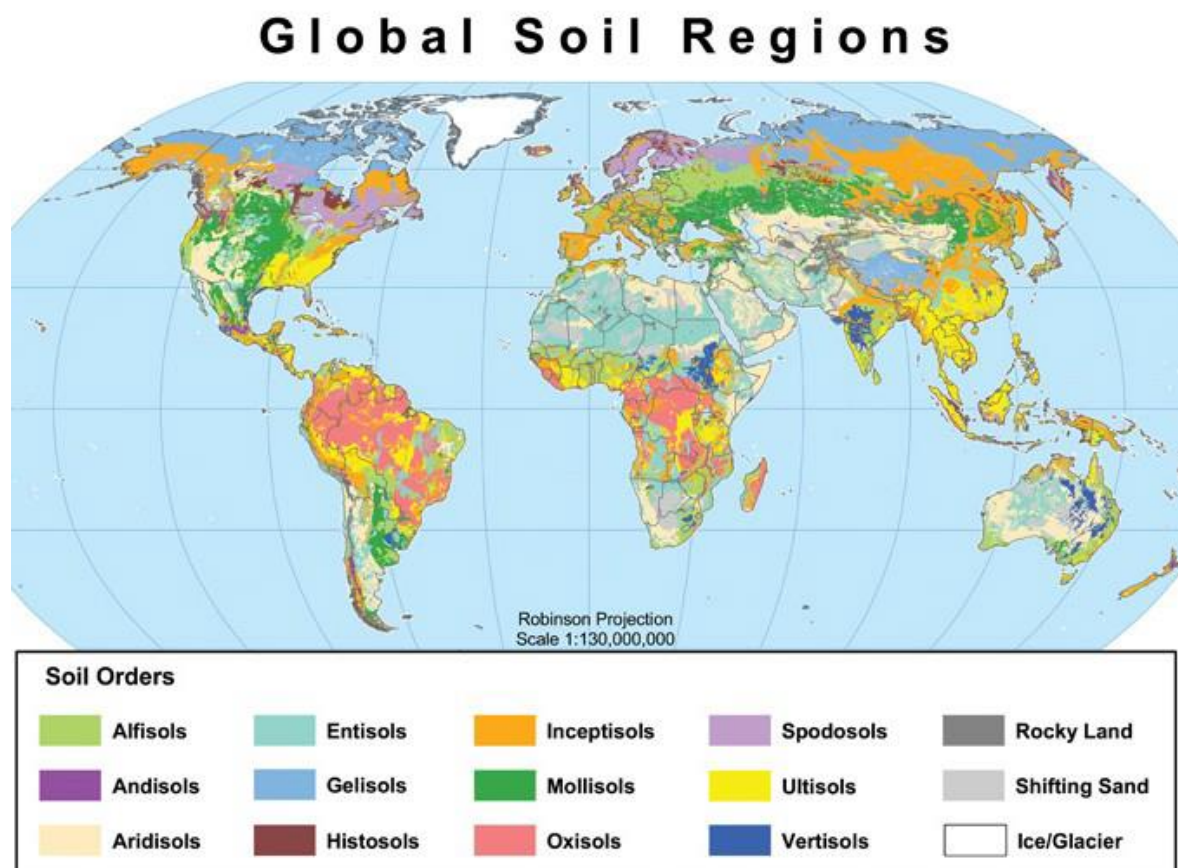 Global Soil Regions
Robinson Projection
Scale 1:130,000,000
Soil Orders
Alfisols Entisols Inceptisols Spodosols Rocky Land
Andisols Gelisols Mollisols Ultisols Shifting Sand
Aridisols Histosols Oxisols Vertisols Ice/Glacier